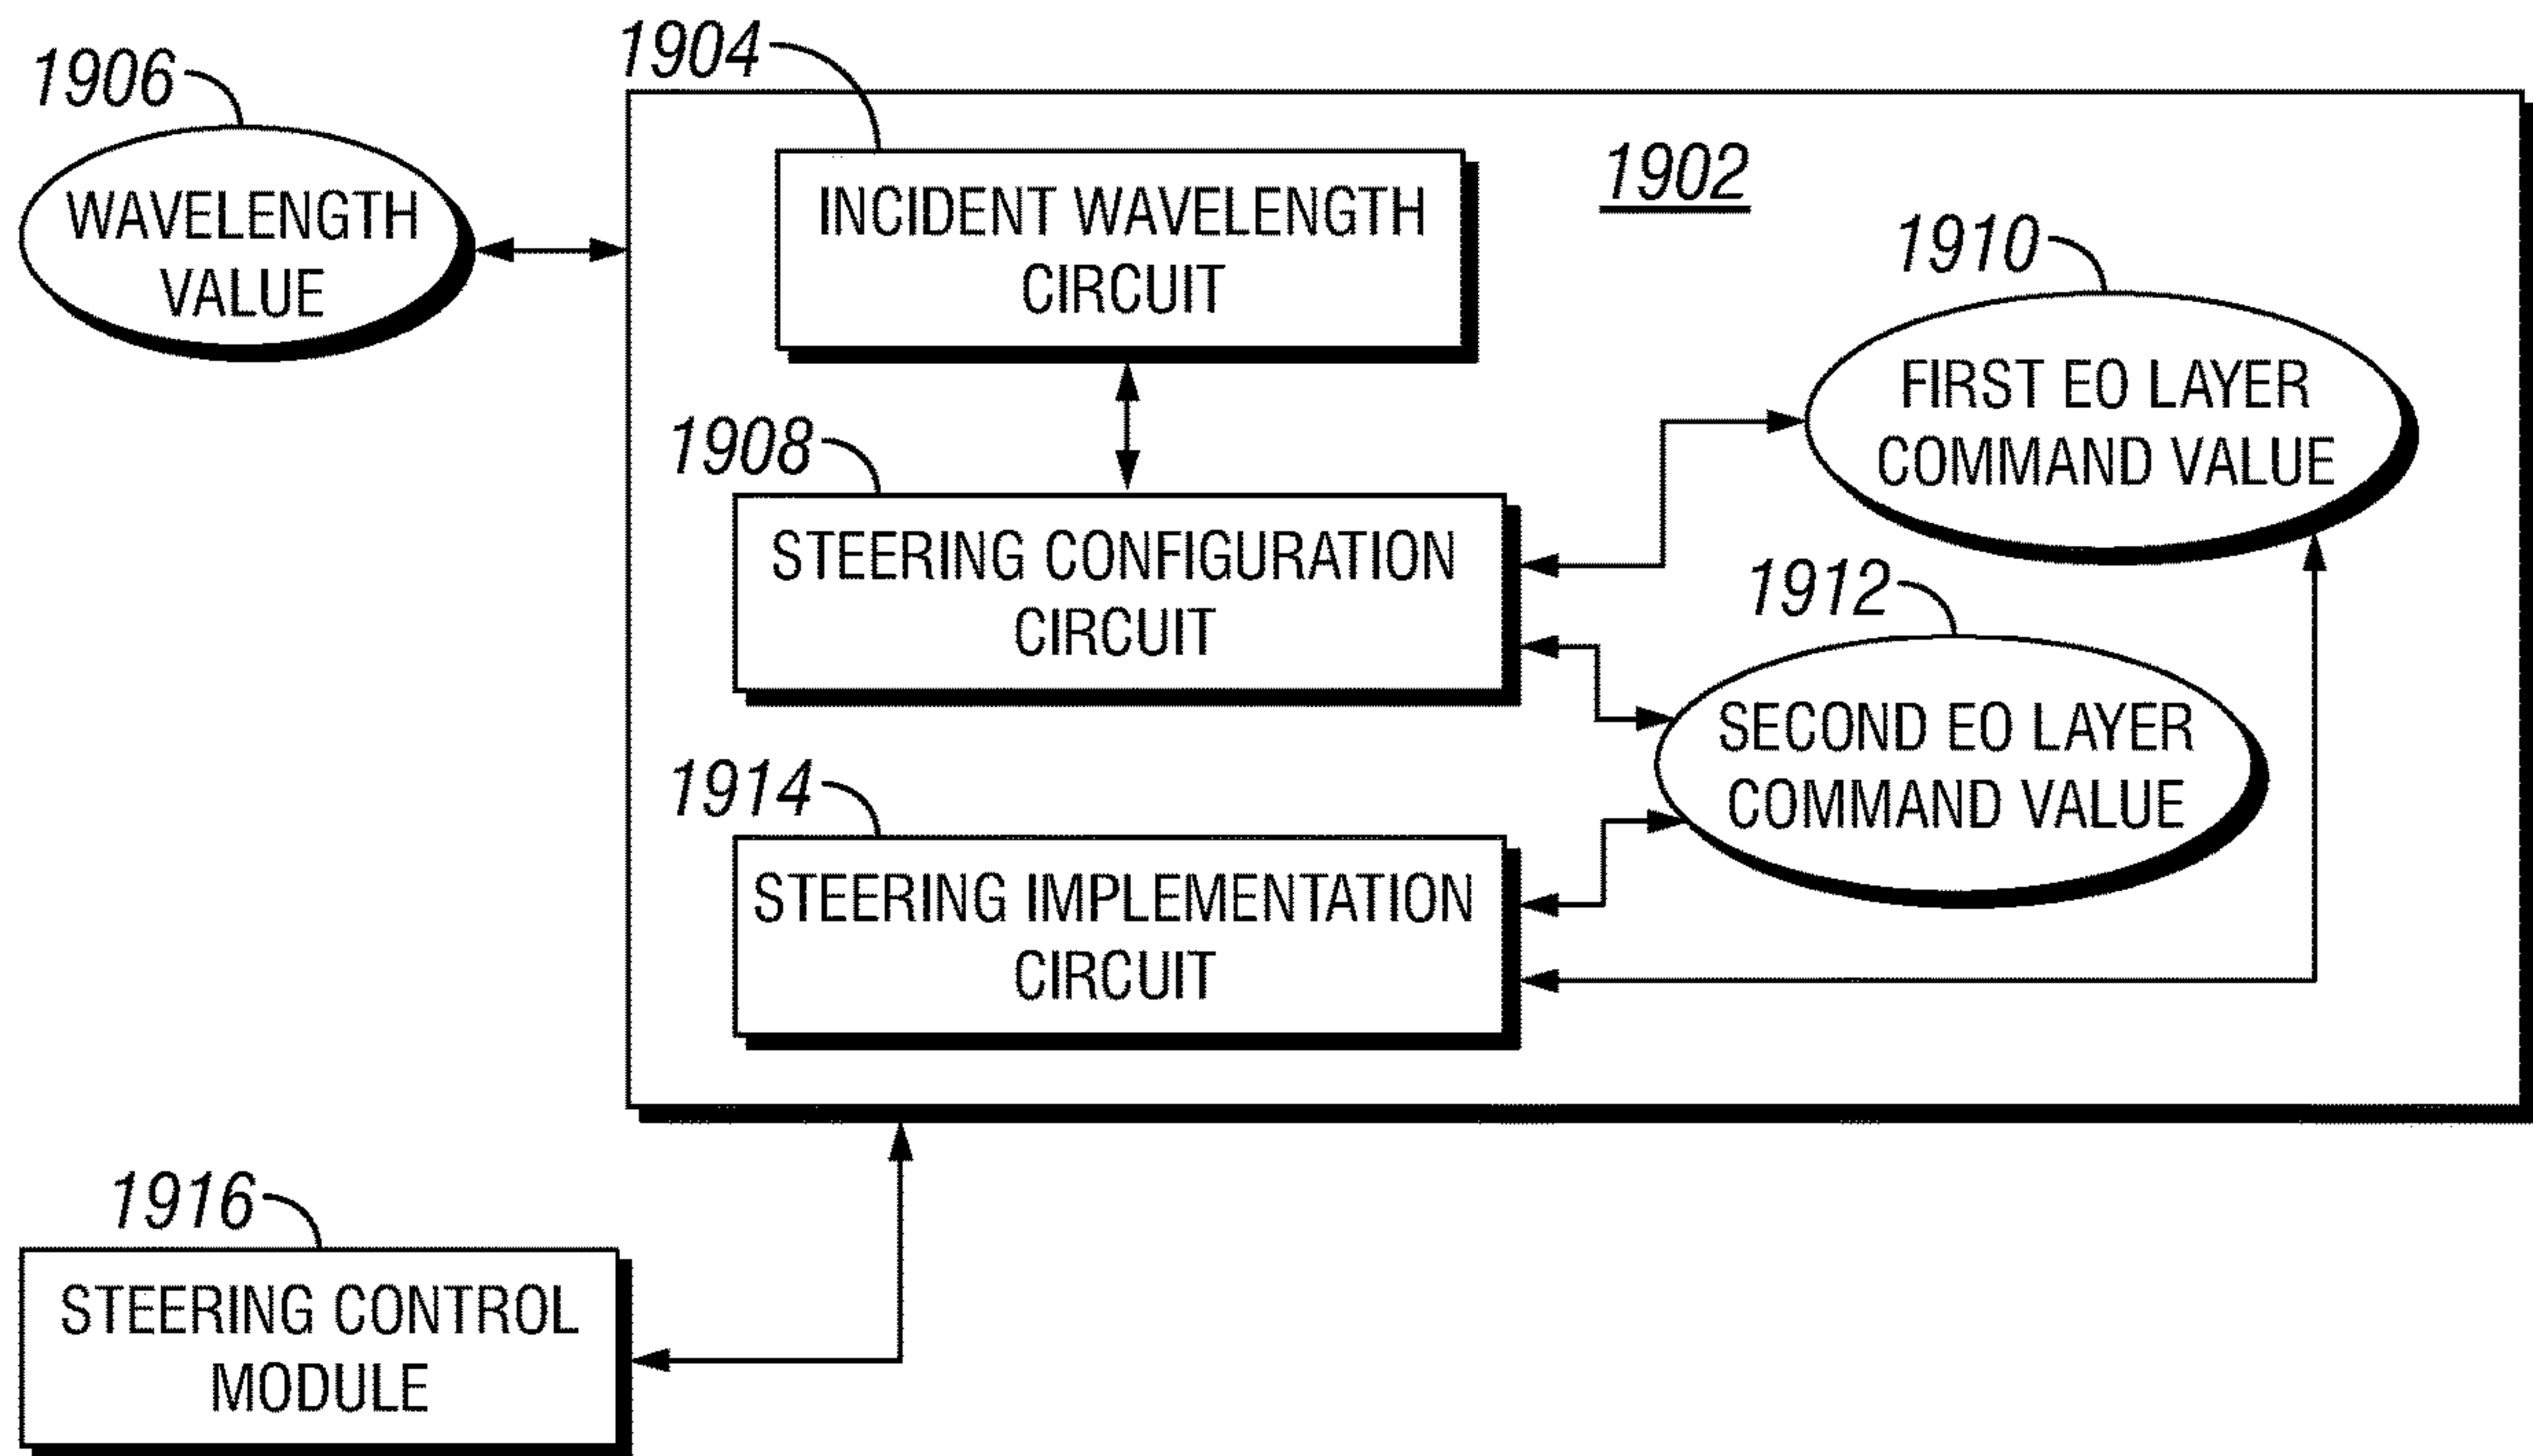 1904
1906
WAVELENGTH
VALUE
INCIDENT WAVELENGTH
CIRCUIT
1902
1910
FIRST EO LAYER
COMMAND VALUE
1908
STEERING CONFIGURATION
CIRCUIT
1912
SECOND EO LAYER
COMMAND VALUE
1914
STEERING IMPLEMENTATION
CIRCUIT
1916
STEERING CONTROL
MODULE